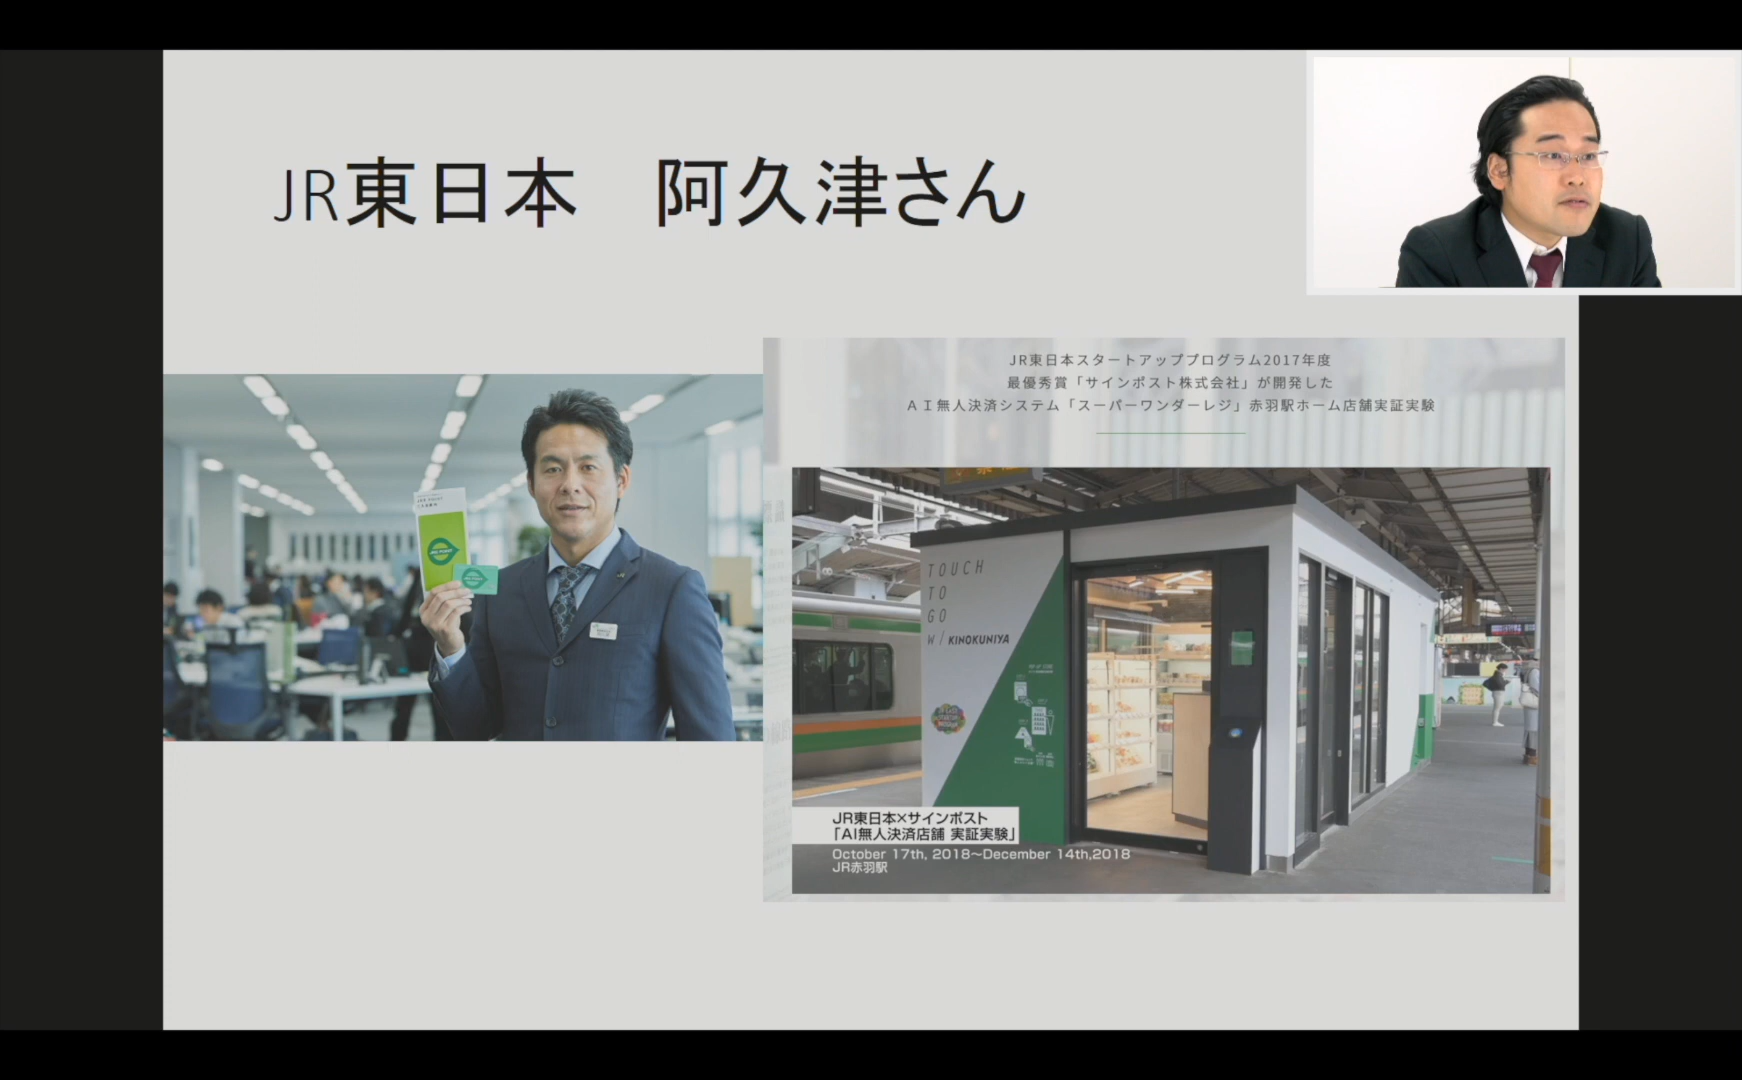 JR東日本　阿久津さん
JR東日本スタートアッププログラム2017年度
最優秀賞「サインポスト株式会社」が開発した
ＡＩ無人決済システム「スーパーワンダーレジ」赤羽駅ホーム店舗実証実験
TOUCH
TO
GO
W/KINOKUNIYA
JR東日本×サインポスト
「AI無人決済店舗 実証実験」
October 17th, 2018～December 14th,2018
JR赤羽駅